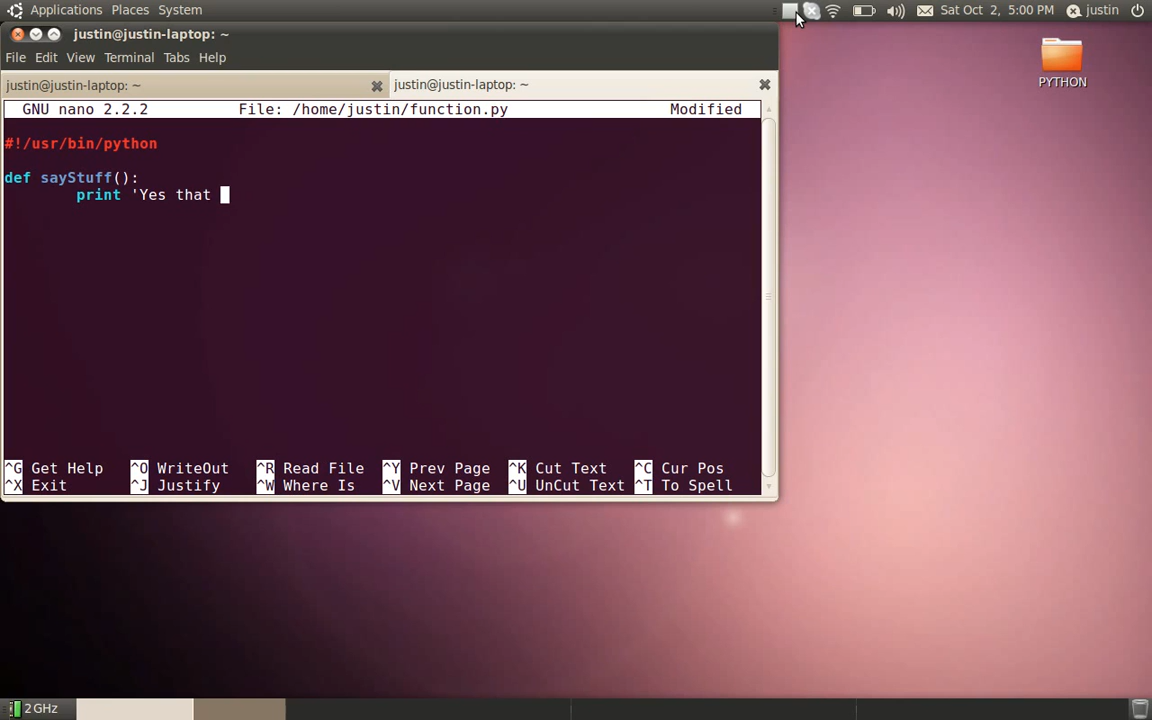 Applications Places System Sat Oct 2, 5:00 PM justin
justin@justin-laptop: ~
File Edit View Terminal Tabs Help
justin@justin-laptop: ~ justin@justin-laptop: ~
GNU nano 2.2.2 File: /home/justin/function.py Modified
#!/usr/bin/python
def sayStuff():
print 'Yes that
^G Get Help ^O WriteOut ^R Read File ^Y Prev Page ^K Cut Text ^C Cur Pos
^X Exit ^J Justify ^W Where Is ^V Next Page ^U UnCut Text ^T To Spell
PYTHON
2 GHz